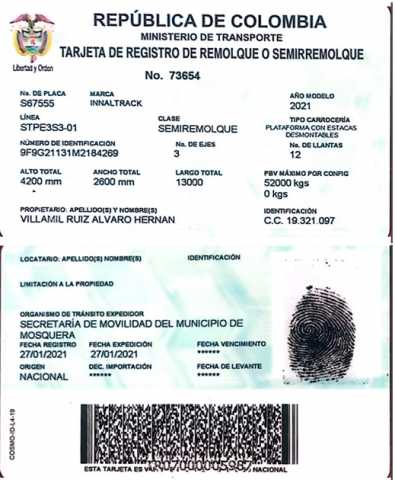 REPÚBLICA DE COLOMBIA
MINISTERIO DE TRANSPORTE
TARJETA DE REGISTRO DE REMOLQUE O SEMIRREMOLQUE
Libertad y Orden
No. 73654
No. DE PLACA MARCA AÑO MODELO
S67555 INNALTRACK 2021
LÍNEA CLASE TIPO CARROCERÍA
STPE3S3-01 SEMIREMOLQUE PLATAFORMA CON ESTACAS
DESMONTABLES
NÚMERO DE IDENTIFICACIÓN No. DE EJES No. DE LLANTAS
9F9G21131M2184269 3 12
ALTO TOTAL ANCHO TOTAL LARGO TOTAL PBV MÁXIMO POR CONFIG
4200 mm 2600 mm 13000 52000 kgs
0 kgs
PROPIETARIO: APELLIDO(S) Y NOMBRE(S) IDENTIFICACIÓN
VILLAMIL RUIZ ALVARO HERNAN C.C. 19.321.097
LOCATARIO: APELLIDO(S) NOMBRE(S) IDENTIFICACIÓN
LIMITACIÓN A LA PROPIEDAD
ORGANISMO DE TRÁNSITO EXPEDIDOR
SECRETARÍA DE MOVILIDAD DEL MUNICIPIO DE
MOSQUERA
FECHA REGISTRO FECHA EXPEDICIÓN FECHA VENCIMIENTO
27/01/2021 27/01/2021 ******
ORIGEN DEC. IMPORTACIÓN FECHA DE LEVANTE
NACIONAL ****** ******
COSMO-ID-L4-19
ESTA TARJETA ES NACIONAL